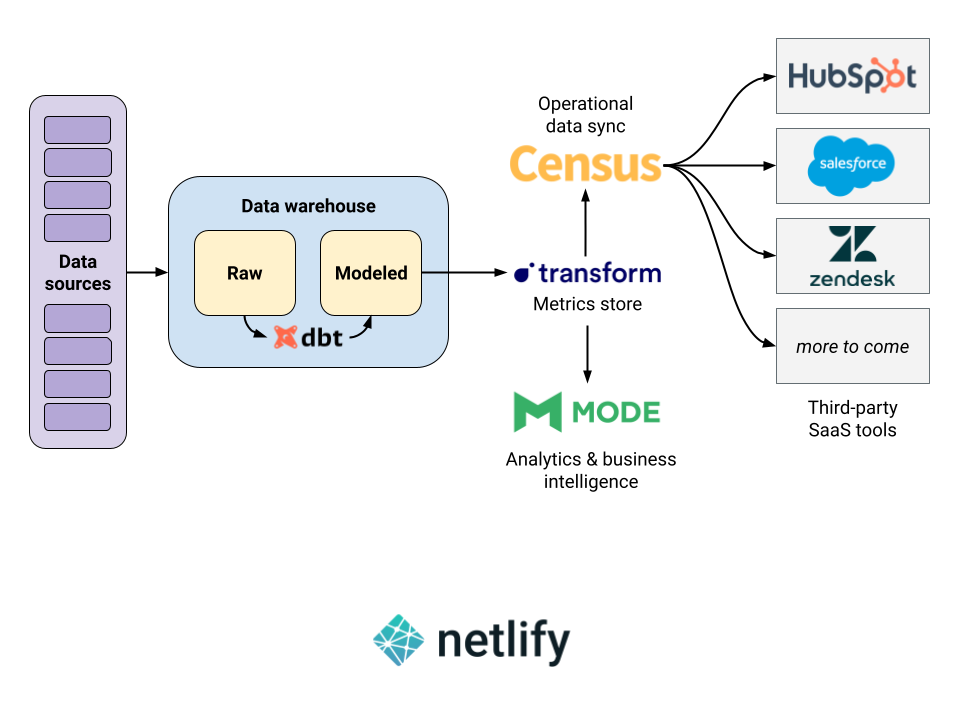 Data
sources
Data warehouse
Raw
Modeled
dbt
Operational
data sync
Census
transform
Metrics store
MODE
Analytics & business
intelligence
HubSpot
salesforce
zendesk
more to come
Third-party
SaaS tools
netlify